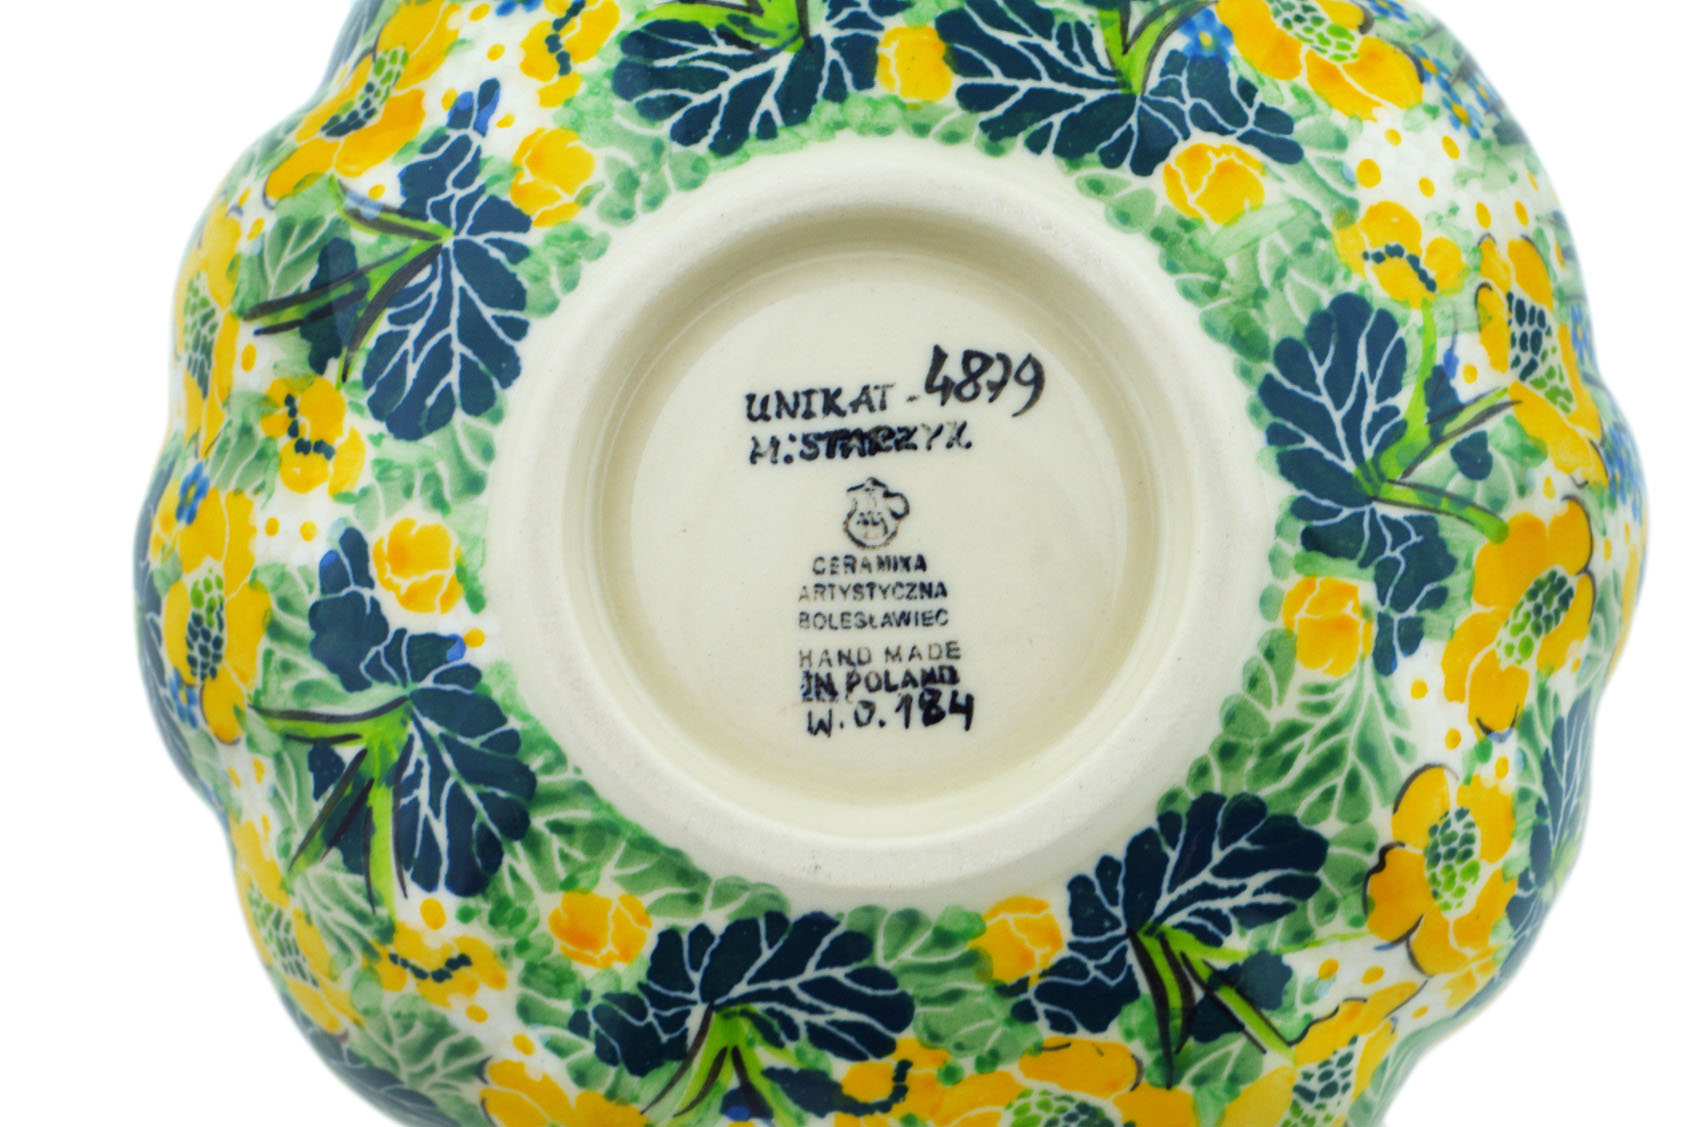 UNIKAT - 4879
M. STARZYK
CERAMIKA
ARTYSTYCZNA
BOLESŁAWIEC
HAND MADE
IN POLAND
W.O. 184